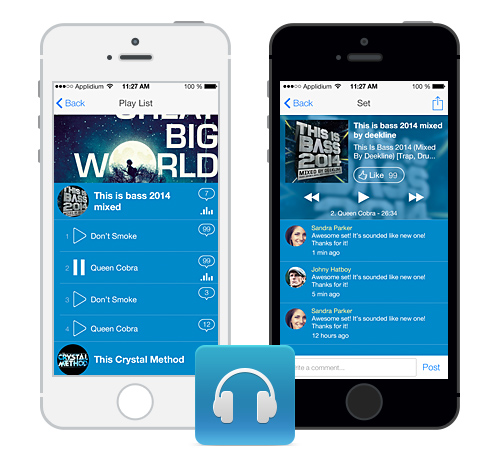 Applidium 11:27 AM 100 %
Back Play List
GREAT
BIG
WORLD
THIS IS
BASS
2014
This is bass 2014
mixed
7
1 Don't Smoke 99
2 Queen Cobra 99
3 Don't Smoke 3
4 Queen Cobra 12
CRYSTAL
METHOD
This Crystal Method
Applidium 11:27 AM 100 %
Back Set
THIS IS
BASS
2014
MIXED BY DEEKLINE
This is bass 2014 mixed
by deekline
This Is Bass 2014 (Mixed
By Deekline) [Trap, Dru...
Like 99
2. Queen Cobra - 26:34
Sandra Parker
Awesome set! It's sounded like new one!
Thanks for it!
1 min ago
Johny Hatboy
Awesome set! It's sounded like new one!
Thanks for it!
5 min ago
Sandra Parker
Awesome set! It's sounded like new one!
Thanks for it!
12 hours ago
a comment... Post